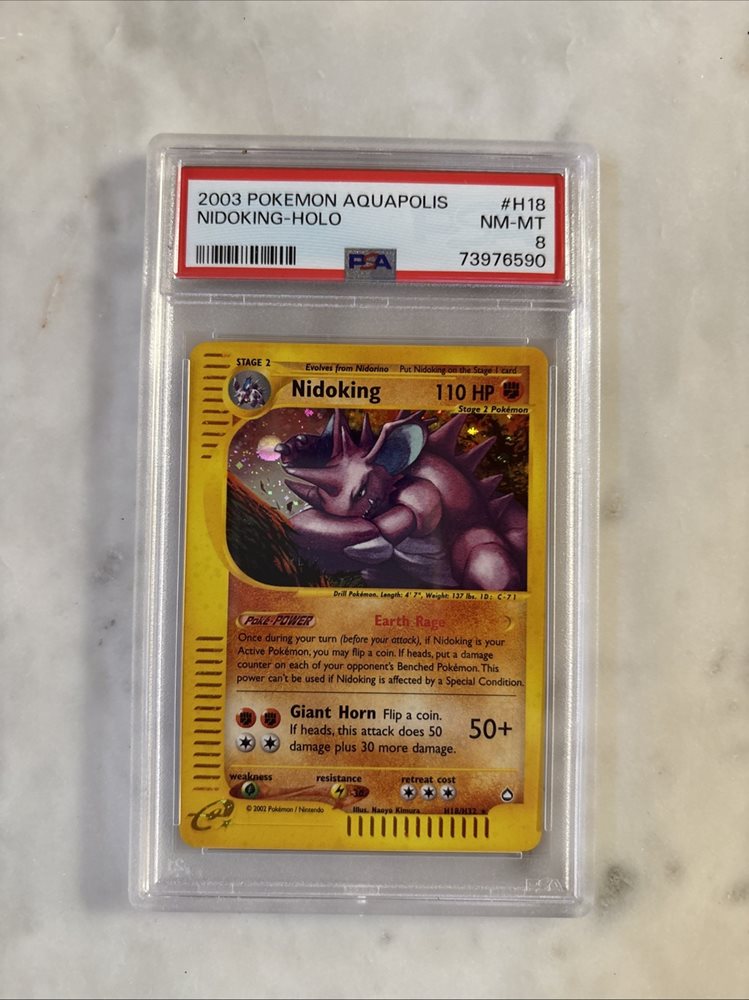 2003 POKEMON AQUAPOLIS #H18
NIDOKING-HOLO NM-MT
8
PSA 73976590
STAGE 2 Evolves from Nidorino Put Nidoking on the Stage 1 card
Nidoking 110 HP
Stage 2 Pokémon
Drill Pokémon. Length: 4' 7", Weight: 137 lbs. ID: C-71
Poké-POWER Earth Rage
Once during your turn (before your attack), if Nidoking is your
Active Pokémon, you may flip a coin. If heads, put a damage
counter on each of your opponent's Benched Pokémon. This
power can't be used if Nidoking is affected by a Special Condition.
Giant Horn Flip a coin. 50+
If heads, this attack does 50
damage plus 30 more damage.
weakness resistance retreat cost
-30
© 2002 Pokémon / Nintendo Illus. Naoyo Kimura H18/H32 ★